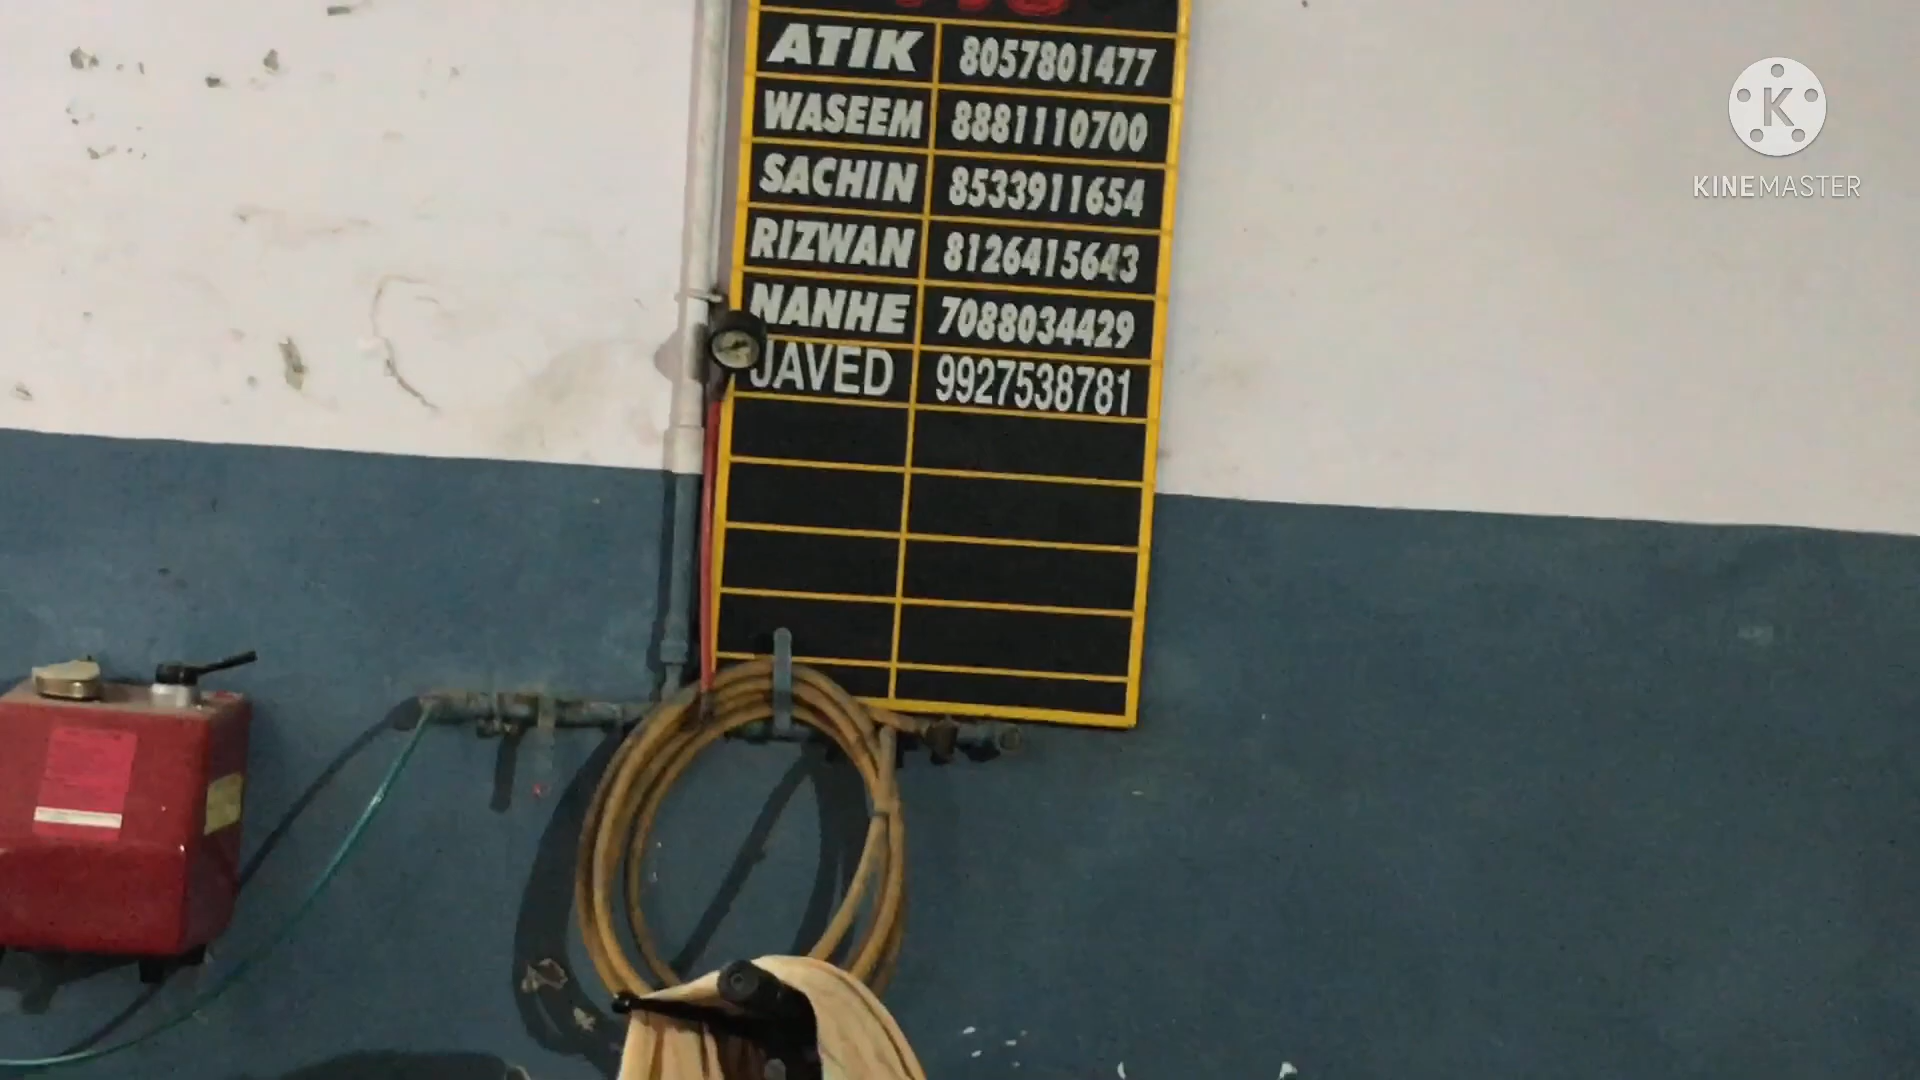 ATIK 8057801477
WASEEM 8881110700
SACHIN 8533911654
RIZWAN 8126415643
NANHE 7088034429
JAVED 9927538781
K
KINEMASTER